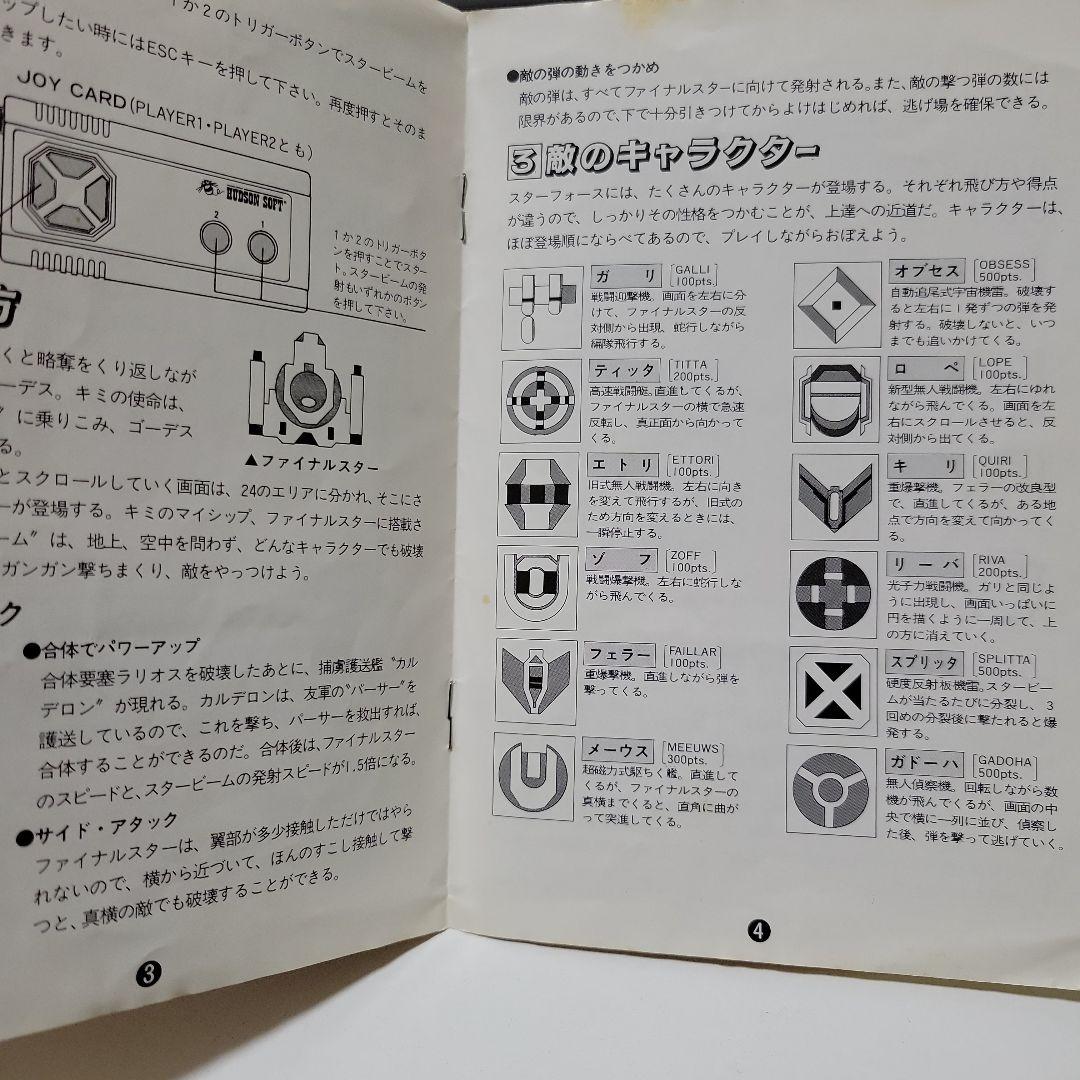 1か2のトリガーボタンでスタービームを
ップしたい時にはESCキーを押して下さい。再度押すとそのま
きます。
JOY CARD(PLAYER1・PLAYER2とも)
HUDSON SOFT
2
1
1か2のトリガーボタ
ンを押すことでスター
ト。スタービームの発
射もいずれかのボタン
を押して下さい。
方
くと略奪をくり返しなが
ーデス。キミの使命は、
〞に乗りこみ、ゴーデス
る。
▲ファイナルスター
とスクロールしていく画面は、24のエリアに分かれ、そこにさ
ーが登場する。キミのマイシップ、ファイナルスターに搭載さ
ーム〞は、地上、空中を問わず、どんなキャラクターでも破壊
ガンガン撃ちまくり、敵をやっつけよう。
ク
●合体でパワーアップ
合体要塞ラリオスを破壊したあとに、捕虜護送艦〝カル
デロン〞が現れる。カルデロンは、友軍の〝バーサー〞を
護送しているので、これを撃ち、バーサーを救出すれば、
合体することができるのだ。合体後は、ファイナルスター
のスピードと、スタービームの発射スピードが1.5倍になる。
●サイド・アタック
ファイナルスターは、翼部が多少接触しただけではやら
れないので、横から近づいて、ほんのすこし接触して撃
つと、真横の敵でも破壊することができる。
3
●敵の弾の動きをつかめ
敵の弾は、すべてファイナルスターに向けて発射される。また、敵の撃つ弾の数には
限界があるので、下で十分引きつけてからよけはじめれば、逃げ場を確保できる。
3敵のキャラクター
スターフォースには、たくさんのキャラクターが登場する。それぞれ飛び方や得点
が違うので、しっかりその性格をつかむことが、上達への近道だ。キャラクターは、
ほぼ登場順にならべてあるので、プレイしながらおぼえよう。
ガリ [GALLI 100pts.]
戦闘迎撃機。画面を左右に分
けて、ファイナルスターの反
対側から出現、蛇行しながら
編隊飛行する。
ティッタ [TITTA 200pts.]
高速戦闘艇。直進してくるが、
ファイナルスターの横で急速
反転し、真正面から向かって
くる。
エトリ [ETTORI 100pts.]
旧式無人戦闘機。左右に向き
を変えて飛行するが、旧式の
ため方向を変えるときには、
一瞬停止する。
ゾフ [ZOFF 100pts.]
戦闘爆撃機。左右に蛇行しな
がら飛んでくる。
フェラー [FAILLAR 100pts.]
重爆撃機。直進しながら弾を
撃ってくる。
メーウス [MEEUWS 300pts.]
超磁力式駆ちく艦。直進して
くるが、ファイナルスターの
真横までくると、直角に曲が
って突進してくる。
オブセス [OBSESS 500pts.]
自動追尾式宇宙機雷。破壊す
ると左右に1発ずつの弾を発
射する。破壊しないと、いつ
までも追いかけてくる。
ロペ [LOPE 100pts.]
新型無人戦闘機。左右にゆれ
ながら飛んでくる。画面を左
右にスクロールさせると、反
対側から出てくる。
キリ [QUIRI 100pts.]
重爆撃機。フェラーの改良型
で、直進してくるが、ある地
点で方向を変えて向かってく
る。
リーバ [RIVA 200pts.]
光子力戦闘機。ガリと同じよ
うに出現し、画面いっぱいに
円を描くように一周して、上
の方に消えていく。
スプリッタ [SPLITTA 500pts.]
硬度反射板機雷。スタービー
ムが当たるたびに分裂し、3
回めの分裂後に撃たれると爆
発する。
ガドーハ [GADOHA 500pts.]
無人偵察機。回転しながら数
機が飛んでくるが、画面の中
央で横に一列に並び、偵察し
た後、弾を撃って逃げていく。
4